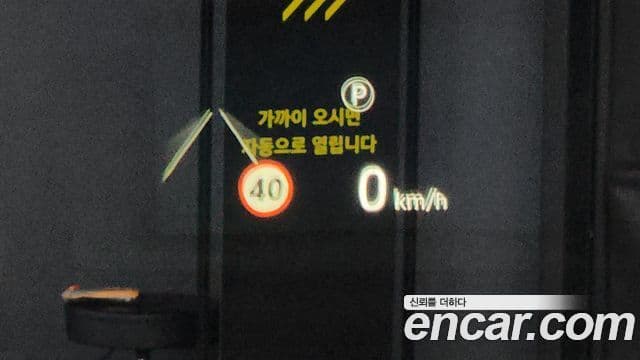 P
가까이 오시면
자동으로 열립니다
40
0 km/h
신뢰를 더하다
encar.com